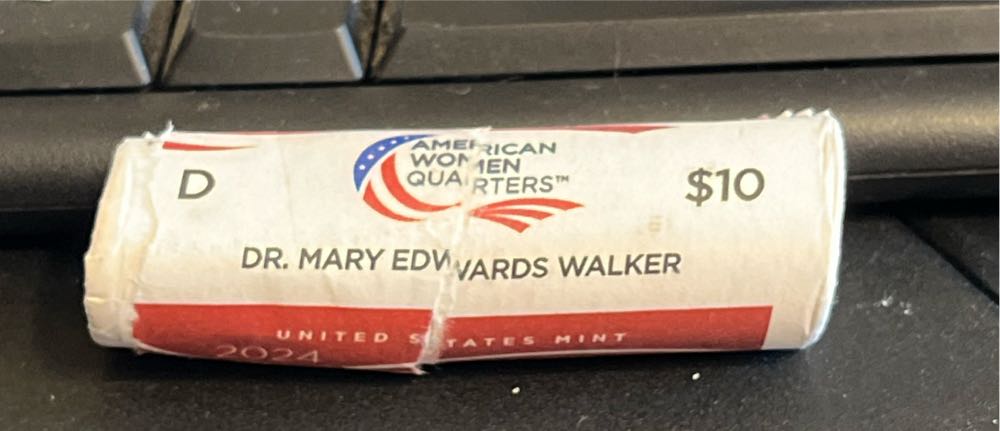 D
AMERICAN
WOMEN
QUARTERS™
$10
DR. MARY EDWARDS WALKER
UNITED STATES MINT
2024